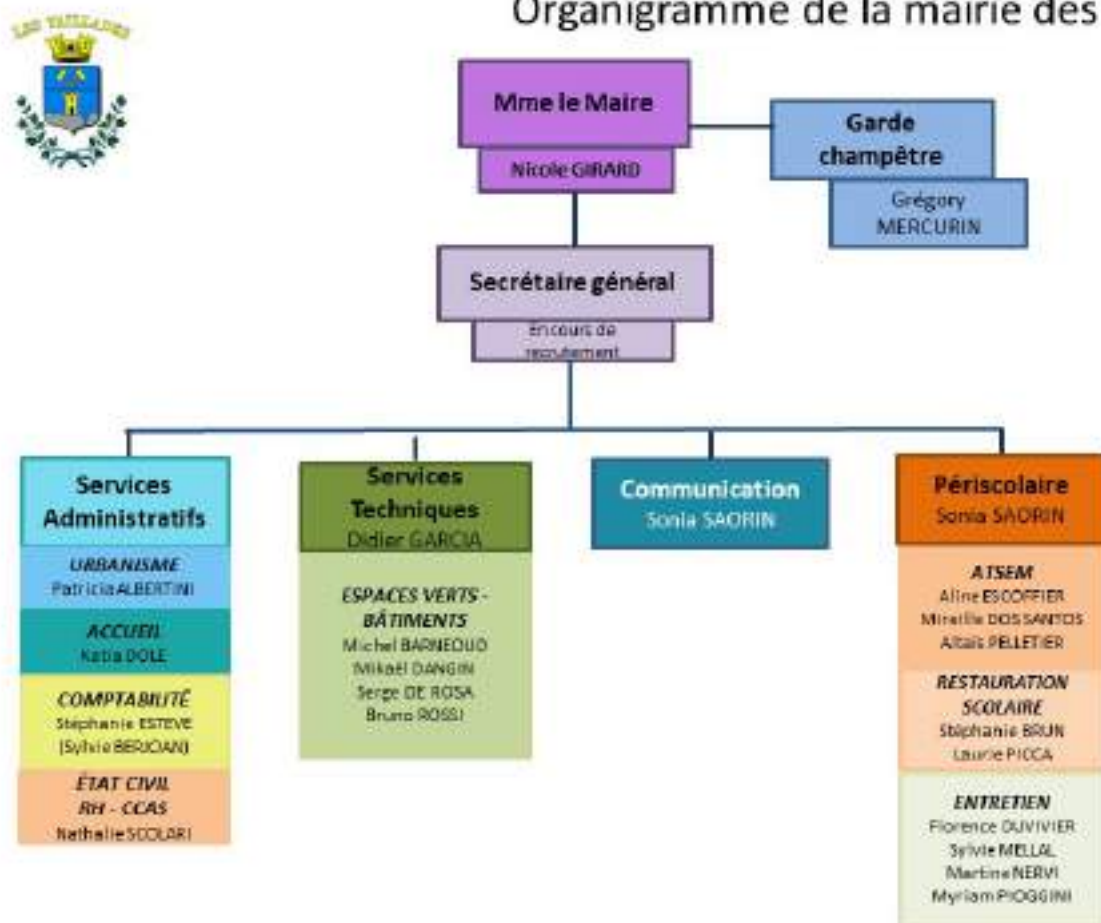 LES TAILLADES
Organigramme de la mairie des
Mme le Maire
Nicole GIRARD
Garde
champêtre
Grégory
MERCURIN
Secrétaire général
En cours de
recrutement
Services
Administratifs
URBANISME
Patricia ALBERTINI
ACCUEIL
Katia DOLE
COMPTABILITÉ
Stéphanie ESTEVE
(Sylvie BERJOAN)
ÉTAT CIVIL
RH - CCAS
Nathalie SCOLARI
Services
Techniques
Didier GARCIA
ESPACES VERTS -
BÂTIMENTS
Michel BARNEOUD
Mikaël DANGIN
Serge DE ROSA
Bruno ROSSI
Communication
Sonia SAORIN
Périscolaire
Sonia SAORIN
ATSEM
Aline ESCOFFIER
Mireille DOS SANTOS
PELLETIER
RESTAURATION
SCOLAIRE
Stéphanie BRUN
Laurie PICCA
ENTRETIEN
Florence DUVIVIER
Sylvie MELLAL
Martine NERVI
Myriam PIOGGINI